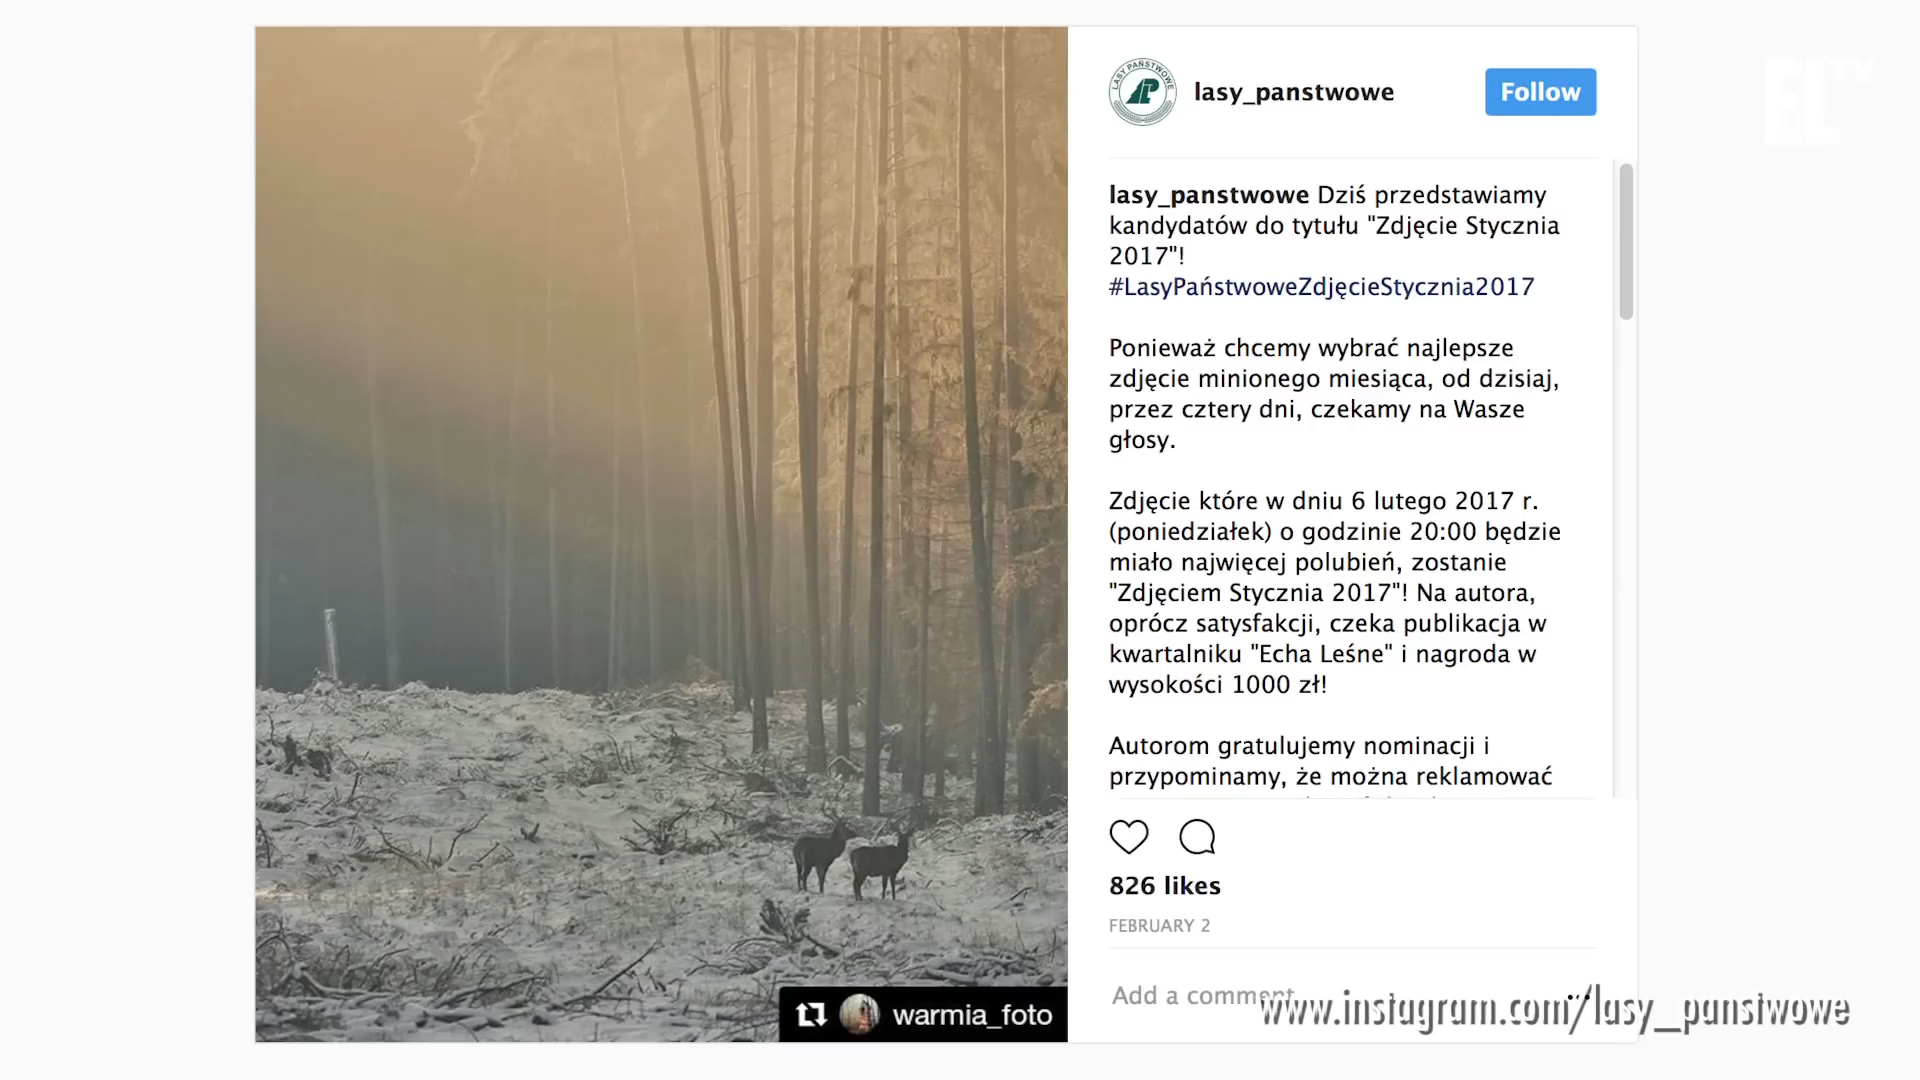 LASY PAŃSTWOWE
lasy_panstwowe
Follow
EL TV
lasy_panstwowe Dziś przedstawiamy
kandydatów do tytułu "Zdjęcie Stycznia
2017"!
#LasyPaństwoweZdjęcieStycznia2017
Ponieważ chcemy wybrać najlepsze
zdjęcie minionego miesiąca, od dzisiaj,
przez cztery dni, czekamy na Wasze
głosy.
Zdjęcie które w dniu 6 lutego 2017 r.
(poniedziałek) o godzinie 20:00 będzie
miało najwięcej polubień, zostanie
"Zdjęciem Stycznia 2017"! Na autora,
oprócz satysfakcji, czeka publikacja w
kwartalniku "Echa Leśne" i nagroda w
wysokości 1000 zł!
Autorom gratulujemy nominacji i
przypominamy, że można reklamować
826 likes
FEBRUARY 2
Add a comment...
www.instagram.com/lasy_panstwowe
warmia_foto